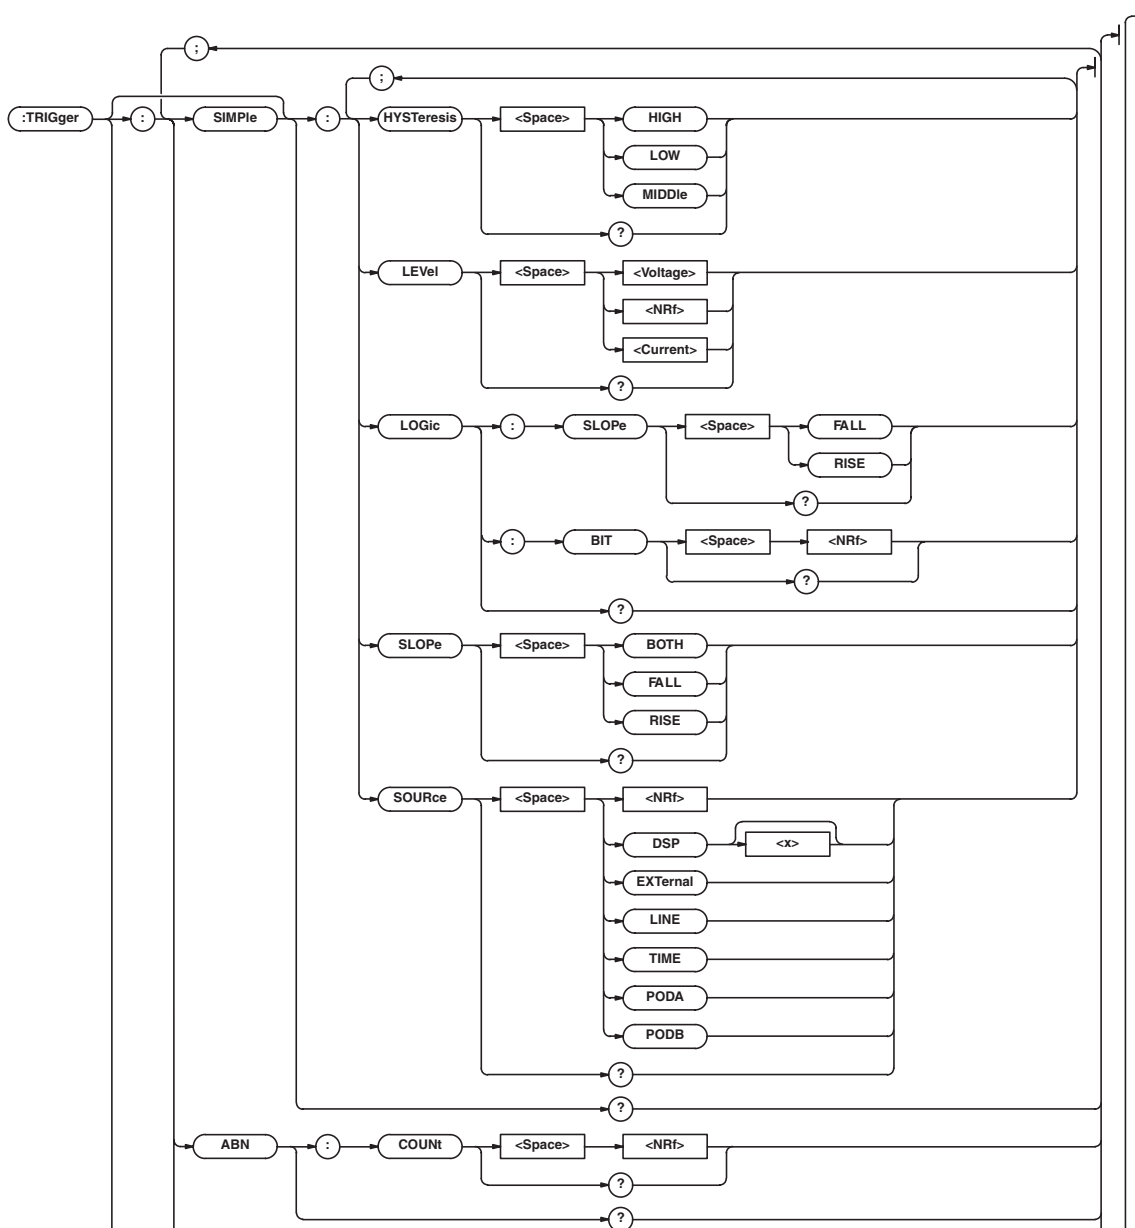 ;
;
:TRIGger : SIMPle : HYSTeresis <Space> HIGH
LOW
MIDDle
?
LEVel <Space> <Voltage>
<NRf>
<Current>
?
LOGic : SLOPe <Space> FALL
RISE
?
: BIT <Space> <NRf>
?
?
SLOPe <Space> BOTH
FALL
RISE
?
SOURce <Space> <NRf>
DSP <x>
EXTernal
LINE
TIME
PODA
PODB
?
?
ABN : COUNt <Space> <NRf>
?
?